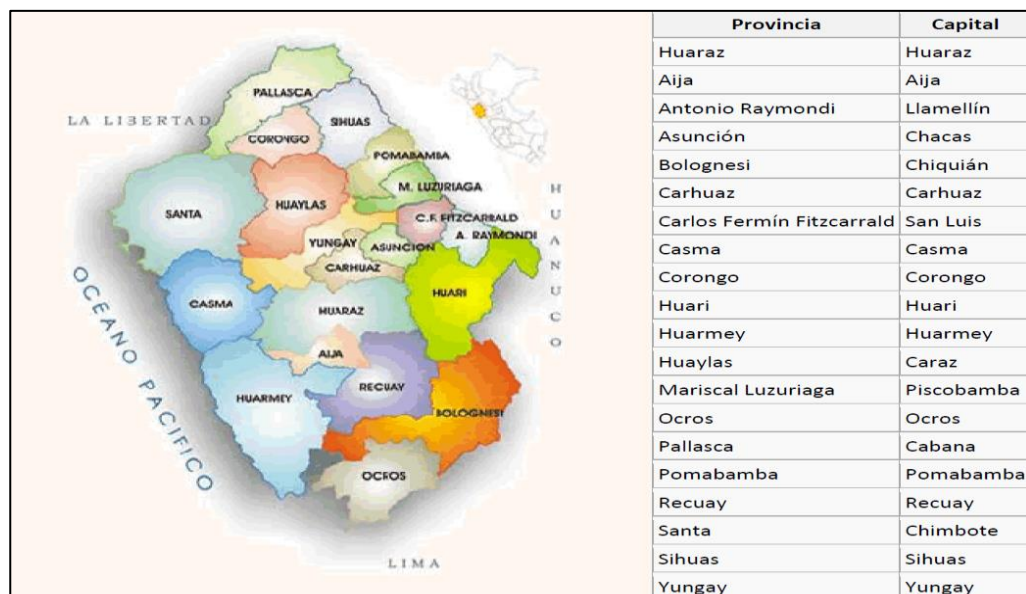 PALLASCA
LA LIBERTAD
SIHUAS
CORONGO
POMABAMBA
M. LUZURIAGA
SANTA
HUAYLAS
C.F. FITZCARRALD
A. RAYMONDI
YUNGAY
ASUNCION
CARHUAZ
HUARI
CASMA
HUARAZ
AIJA
RECUAY
HUARMEY
BOLOGNESI
OCROS
OCEANO PACIFICO
HUANUCO
LIMA
Provincia Capital
Huaraz Huaraz
Aija Aija
Antonio Raymondi Llamellín
Asunción Chacas
Bolognesi Chiquián
Carhuaz Carhuaz
Carlos Fermín Fitzcarrald San Luis
Casma Casma
Corongo Corongo
Huari Huari
Huarmey Huarmey
Huaylas Caraz
Mariscal Luzuriaga Piscobamba
Ocros Ocros
Pallasca Cabana
Pomabamba Pomabamba
Recuay Recuay
Santa Chimbote
Sihuas Sihuas
Yungay Yungay